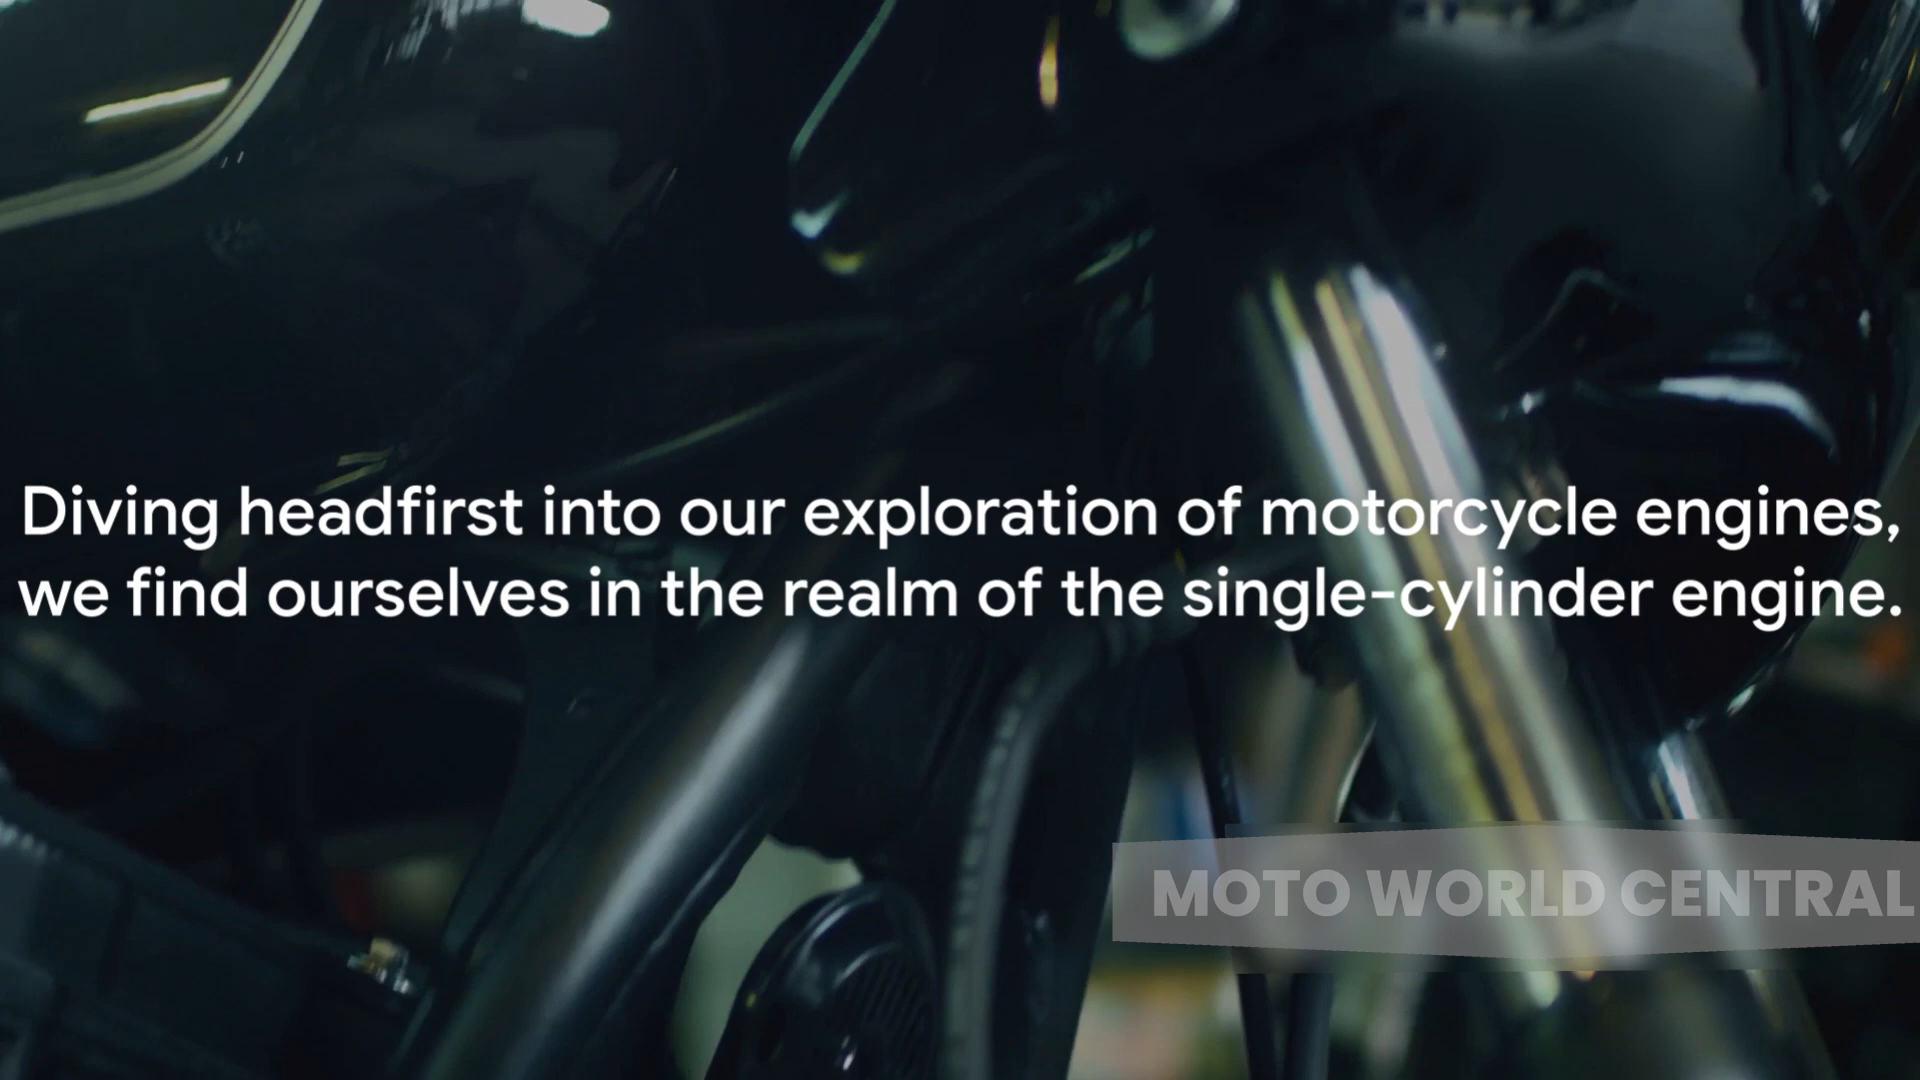 Diving headfirst into our exploration of motorcycle engines,
we find ourselves in the realm of the single-cylinder engine.
MOTO WORLD CENTRAL